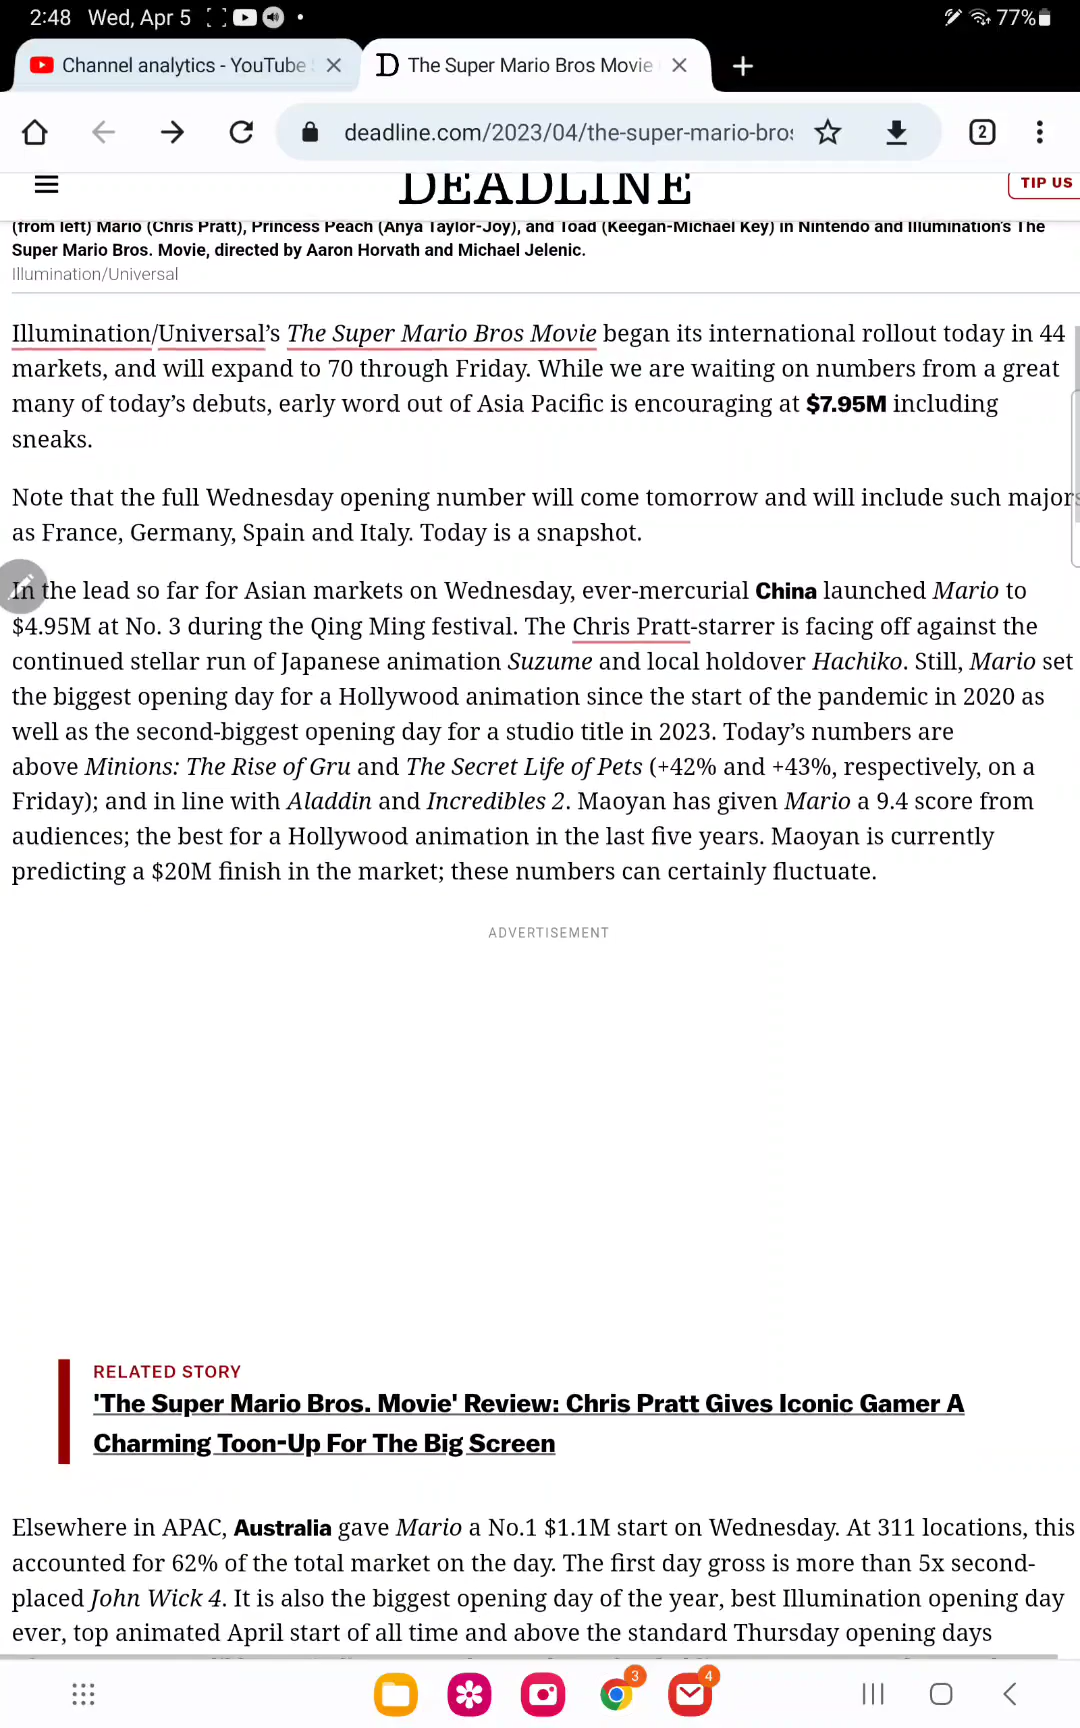 2:48 Wed, Apr 5 77%
Channel analytics - YouTube The Super Mario Bros Movie
deadline.com/2023/04/the-super-mario-bros 2
DEADLINE TIP US
(from left) Mario (Chris Pratt), Princess Peach (Anya Taylor-Joy), and Toad (Keegan-Michael Key) in Nintendo and Illumination's The
Super Mario Bros. Movie, directed by Aaron Horvath and Michael Jelenic.
Illumination/Universal
Illumination/Universal’s The Super Mario Bros Movie began its international rollout today in 44
markets, and will expand to 70 through Friday. While we are waiting on numbers from a great
many of today’s debuts, early word out of Asia Pacific is encouraging at $7.95M including
sneaks.
Note that the full Wednesday opening number will come tomorrow and will include such majors
as France, Germany, Spain and Italy. Today is a snapshot.
In the lead so far for Asian markets on Wednesday, ever-mercurial China launched Mario to
$4.95M at No. 3 during the Qing Ming festival. The Chris Pratt-starrer is facing off against the
continued stellar run of Japanese animation Suzume and local holdover Hachiko. Still, Mario set
the biggest opening day for a Hollywood animation since the start of the pandemic in 2020 as
well as the second-biggest opening day for a studio title in 2023. Today’s numbers are
above Minions: The Rise of Gru and The Secret Life of Pets (+42% and +43%, respectively, on a
Friday); and in line with Aladdin and Incredibles 2. Maoyan has given Mario a 9.4 score from
audiences; the best for a Hollywood animation in the last five years. Maoyan is currently
predicting a $20M finish in the market; these numbers can certainly fluctuate.
ADVERTISEMENT
RELATED STORY
'The Super Mario Bros. Movie' Review: Chris Pratt Gives Iconic Gamer A
Charming Toon-Up For The Big Screen
Elsewhere in APAC, Australia gave Mario a No.1 $1.1M start on Wednesday. At 311 locations, this
accounted for 62% of the total market on the day. The first day gross is more than 5x second-
placed John Wick 4. It is also the biggest opening day of the year, best Illumination opening day
ever, top animated April start of all time and above the standard Thursday opening days
3 4